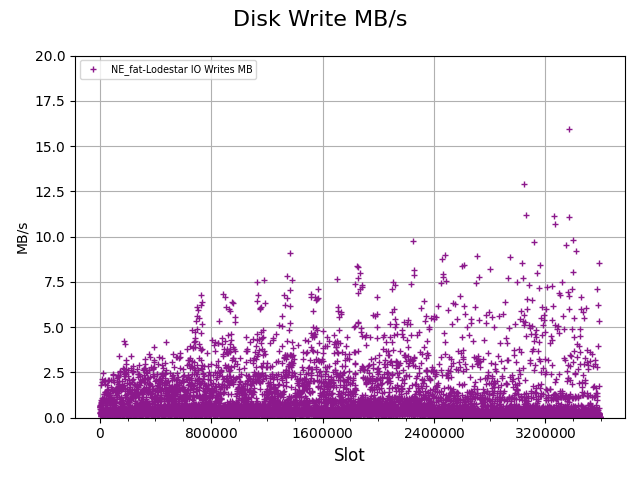 Disk Write MB/s
20.0
NE_fat-Lodestar IO Writes MB
17.5
15.0
12.5
MB/s
10.0
7.5
5.0
2.5
0.0
0 800000 1600000 2400000 3200000
Slot